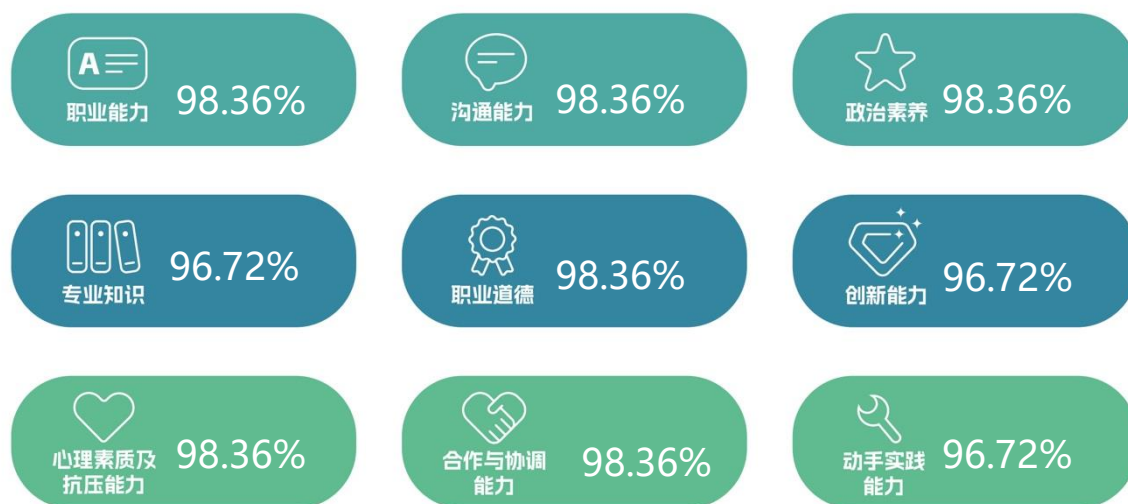 A
职业能力 98.36%
沟通能力 98.36%
政治素养 98.36%
专业知识 96.72%
职业道德 98.36%
创新能力 96.72%
心理素质及
抗压能力 98.36%
合作与协调
能力 98.36%
动手实践
能力 96.72%